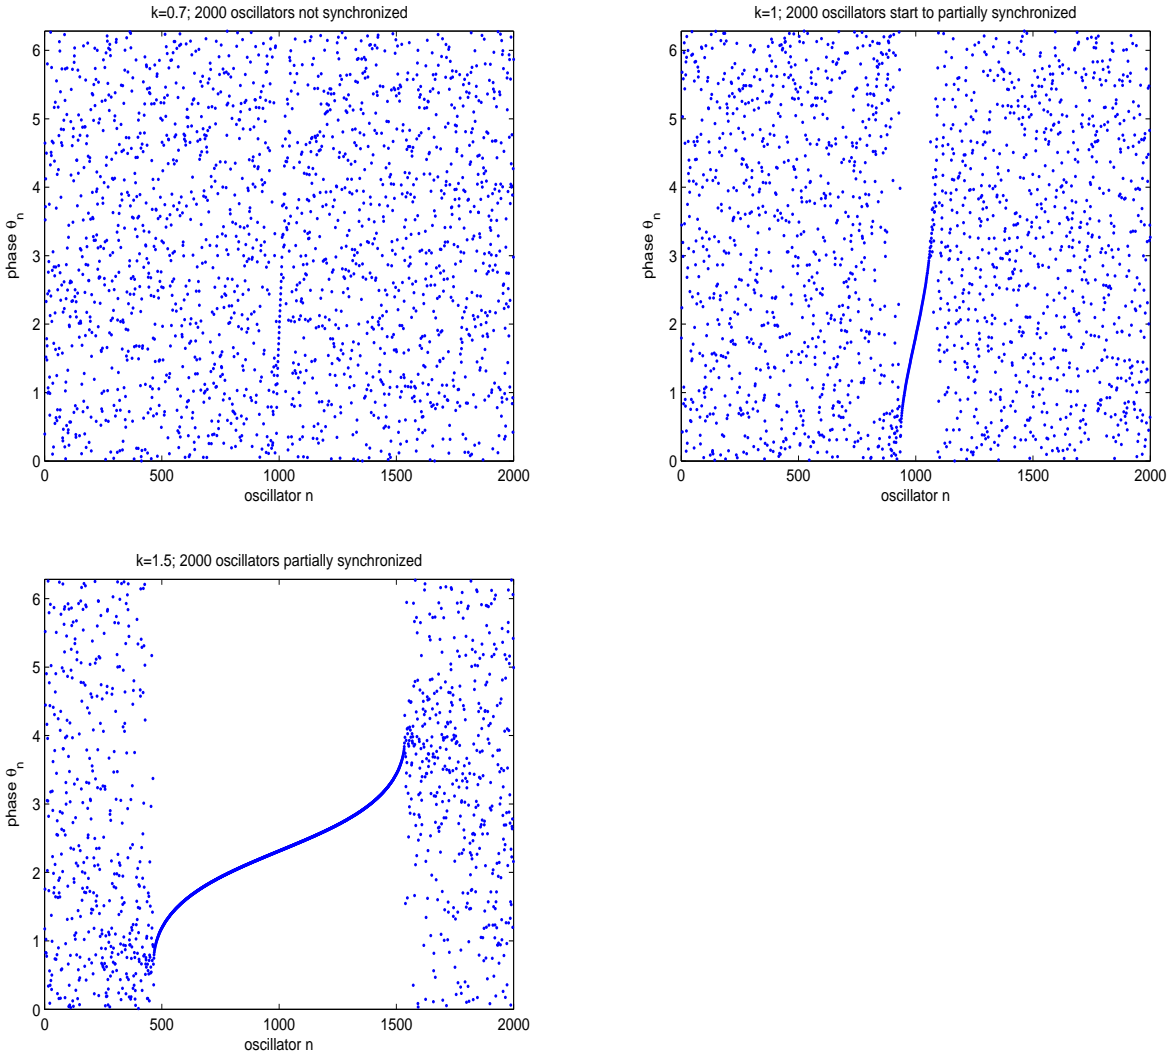 k=0.7; 2000 oscillators not synchronized
6
5
4
3
2
1
0
phase θn
0 500 1000 1500 2000
oscillator n
k=1; 2000 oscillators start to partially synchronized
6
5
4
3
2
1
0
phase θn
0 500 1000 1500 2000
oscillator n
k=1.5; 2000 oscillators partially synchronized
6
5
4
3
2
1
0
phase θn
0 500 1000 1500 2000
oscillator n